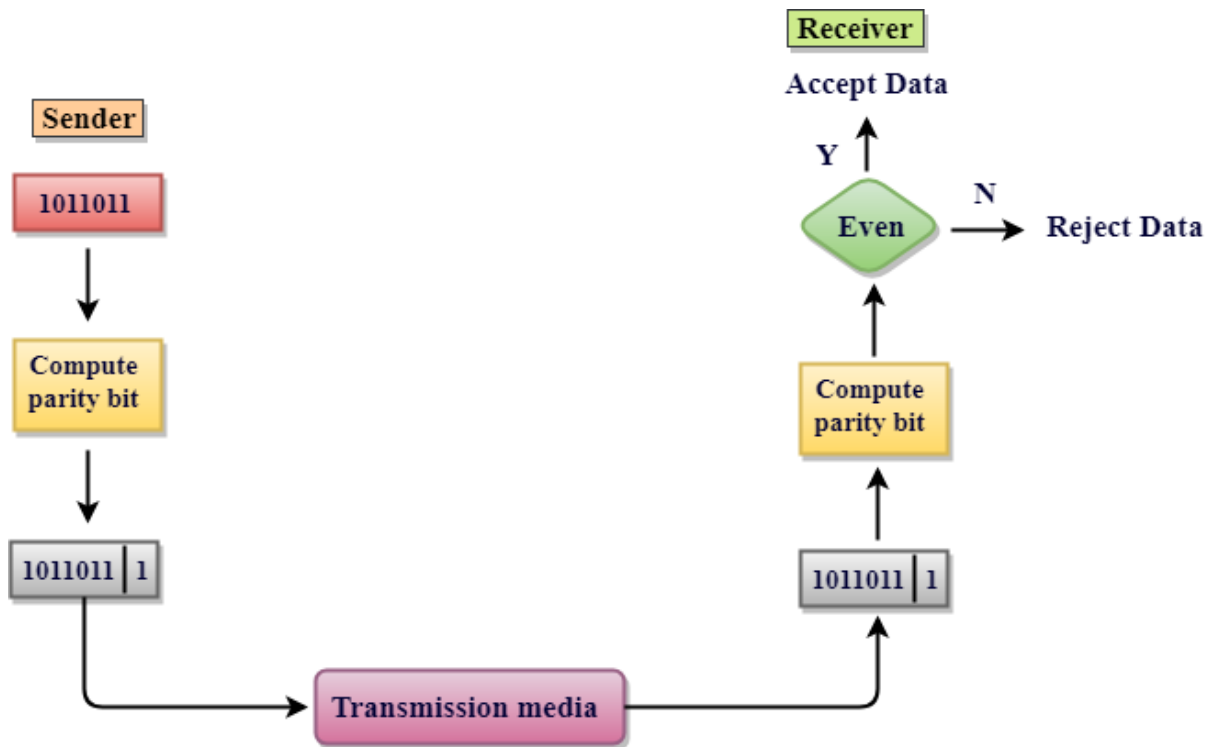 Sender
1011011
Compute
parity bit
1011011 | 1
Transmission media
Receiver
Accept Data
Y
N
Even
Reject Data
Compute
parity bit
1011011 | 1